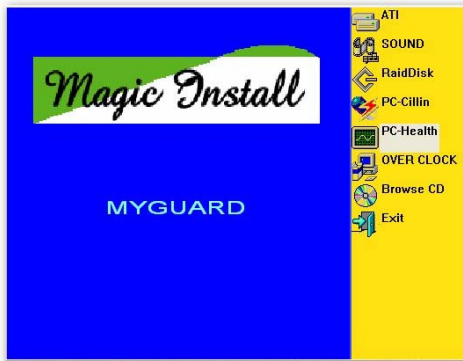 Magic Install
MYGUARD
ATI
SOUND
RaidDisk
PC-Cillin
PC-Health
OVER CLOCK
Browse CD
Exit